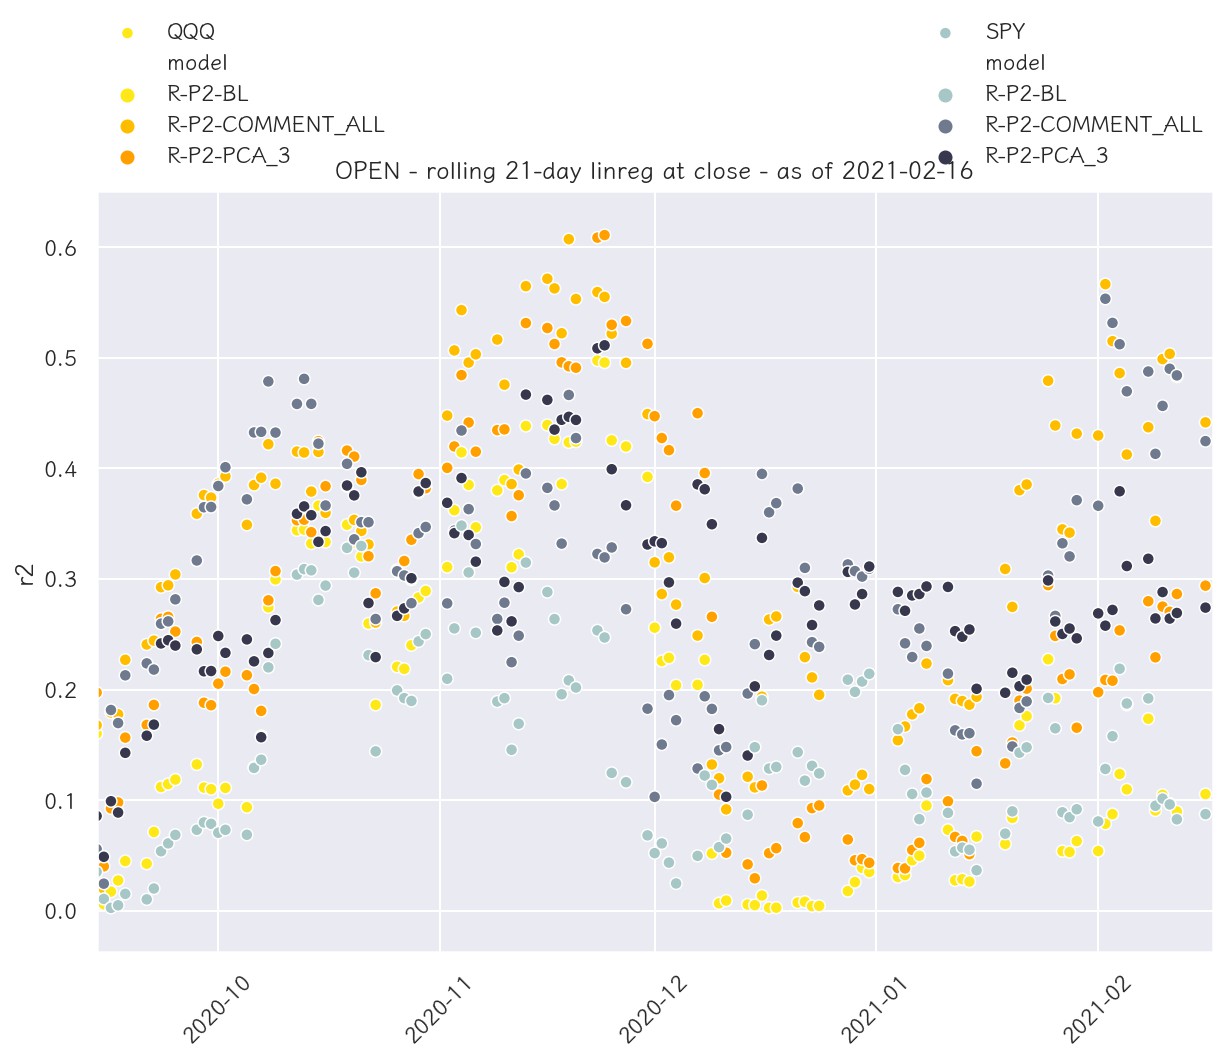 QQQ
model
R-P2-BL
R-P2-COMMENT_ALL
R-P2-PCA_3
SPY
model
R-P2-BL
R-P2-COMMENT_ALL
R-P2-PCA_3
OPEN - rolling 21-day linreg at close - as of 2021-02-16
r2
0.6
0.5
0.4
0.3
0.2
0.1
0.0
2020-10
2020-11
2020-12
2021-01
2021-02